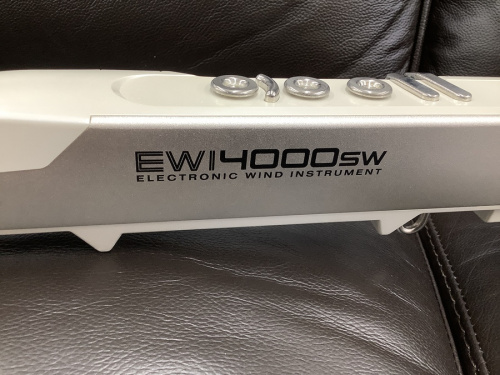 EWI4000sw
ELECTRONIC WIND INSTRUMENT